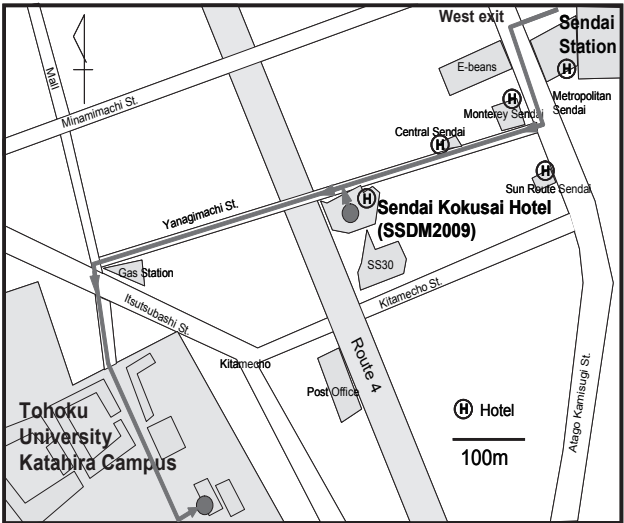 West exit
Sendai
Station
E-beans
Mall
Minamimachi St.
Metropolitan
Sendai
H
H
Monterey Sendai
Central Sendai
H
H
Sun Route Sendai
Yanagimachi St.
H
Sendai Kokusai Hotel
(SSDM2009)
Gas Station
SS30
Itsutsubashi St.
Kitamecho St.
Kitamecho
Route 4
Post Office
Atago Kamisugi St.
Tohoku
University
Katahira Campus
H Hotel
100m